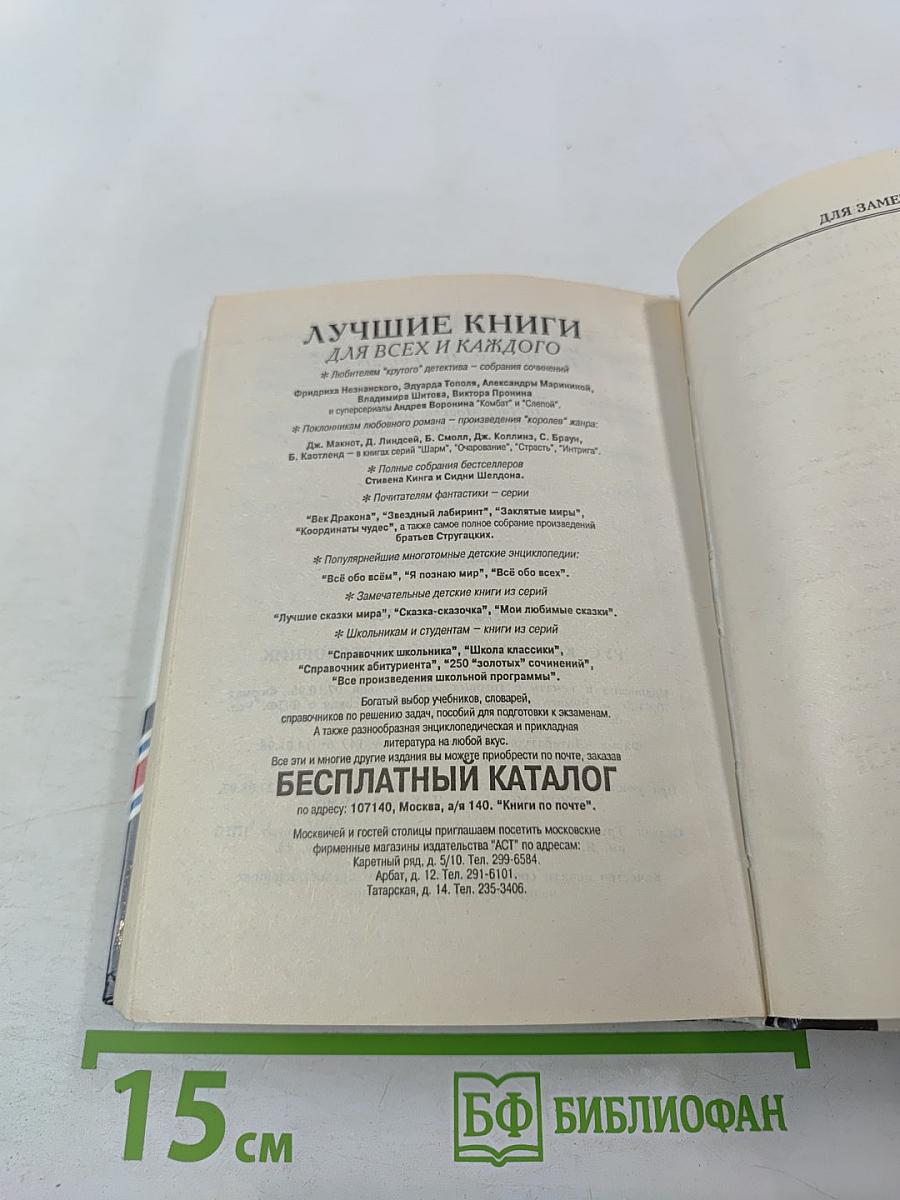 ЛУЧШИЕ КНИГИ
ДЛЯ ВСЕХ И КАЖДОГО
✻ Любителям "крутого" детектива – собрания сочинений
Фридриха Незнанского, Эдуарда Тополя, Александры Марининой,
Владимира Шитова, Виктора Пронина
и суперсериалы Андрея Воронина "Комбат" и "Слепой".
✻ Поклонникам любовного романа – произведения "королев" жанра:
Дж. Макнот, Д. Линдсей, Б. Смолл, Дж. Коллинз, С. Браун,
Б. Картленд – в книгах серий "Шарм", "Очарование", "Страсть", "Интрига".
✻ Полные собрания бестселлеров
Стивена Кинга и Сидни Шелдона.
✻ Почитателям фантастики – серии
"Век Дракона", "Звездный лабиринт", "Заклятые миры",
"Координаты чудес", а также самое полное собрание произведений
братьев Стругацких.
✻ Популярнейшие многотомные детские энциклопедии:
"Всё обо всём", "Я познаю мир", "Всё обо всех".
✻ Замечательные детские книги из серий
"Лучшие сказки мира", "Сказка-сказочка", "Мои любимые сказки".
✻ Школьникам и студентам – книги из серий
"Справочник школьника", "Школа классики",
"Справочник абитуриента", "250 "золотых" сочинений",
"Все произведения школьной программы".
Богатый выбор учебников, словарей,
справочников по решению задач, пособий для подготовки к экзаменам.
А также разнообразная энциклопедическая и прикладная
литература на любой вкус.
Все эти и многие другие издания вы можете приобрести по почте, заказав
БЕСПЛАТНЫЙ КАТАЛОГ
по адресу: 107140, Москва, а/я 140. "Книги по почте".
Москвичей и гостей столицы приглашаем посетить московские
фирменные магазины издательства "АСТ" по адресам:
Каретный ряд, д. 5/10. Тел. 299-6584.
Арбат, д. 12. Тел. 291-6101.
Татарская, д. 14. Тел. 235-3406.
ДЛЯ ЗАМЕ
15 см
БФ БИБЛИОФАН